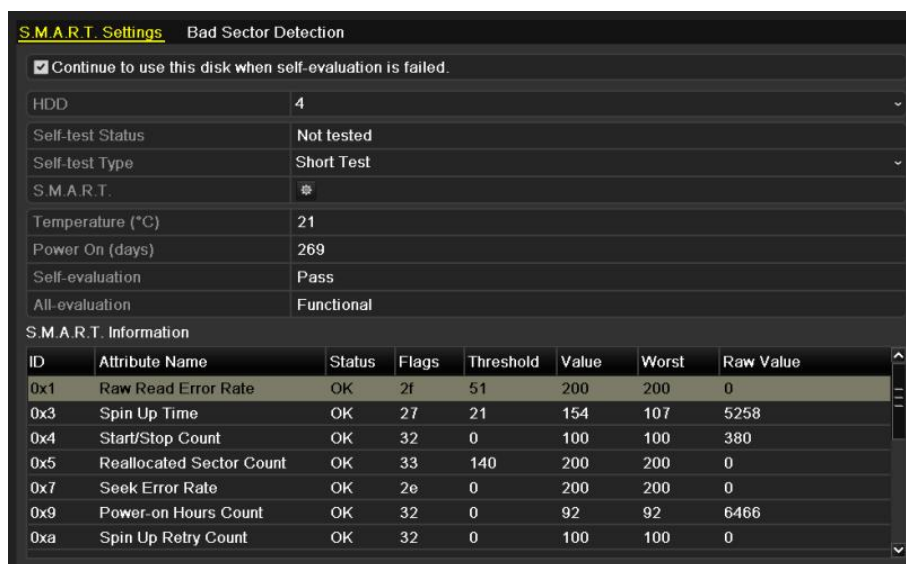 S.M.A.R.T. Settings Bad Sector Detection
Continue to use this disk when self-evaluation is failed.
HDD 4
Self-test Status Not tested
Self-test Type Short Test
S.M.A.R.T.
Temperature (°C) 21
Power On (days) 269
Self-evaluation Pass
All-evaluation Functional
S.M.A.R.T. Information
ID Attribute Name Status Flags Threshold Value Worst Raw Value
0x1 Raw Read Error Rate OK 2f 51 200 200 0
0x3 Spin Up Time OK 27 21 154 107 5258
0x4 Start/Stop Count OK 32 0 100 100 380
0x5 Reallocated Sector Count OK 33 140 200 200 0
0x7 Seek Error Rate OK 2e 0 200 200 0
0x9 Power-on Hours Count OK 32 0 92 92 6466
0xa Spin Up Retry Count OK 32 0 100 100 0